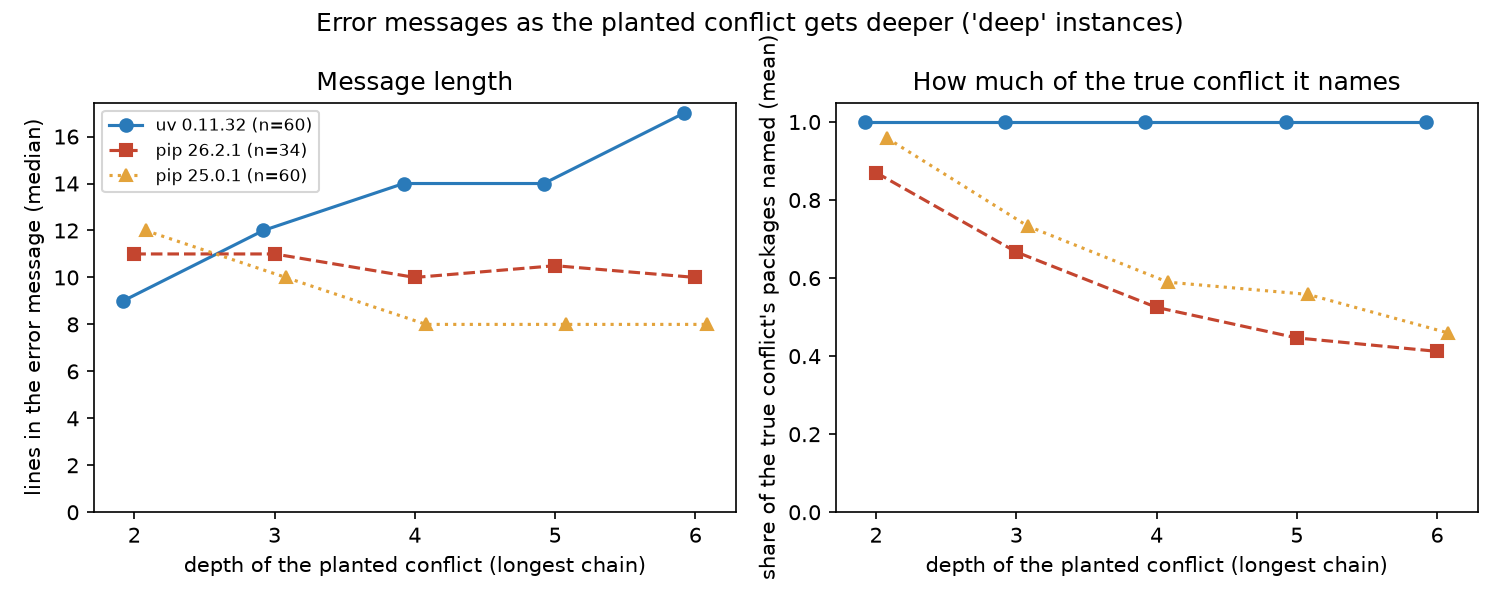 Error messages as the planted conflict gets deeper ('deep' instances)
Message length
lines in the error message (median)
16
14
12
10
8
6
4
2
0
uv 0.11.32 (n=60)
pip 26.2.1 (n=34)
pip 25.0.1 (n=60)
2 3 4 5 6
depth of the planted conflict (longest chain)
How much of the true conflict it names
share of the true conflict's packages named (mean)
1.0
0.8
0.6
0.4
0.2
0.0
2 3 4 5 6
depth of the planted conflict (longest chain)